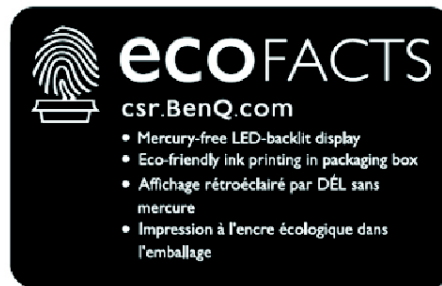 ecoFACTS
csr.BenQ.com
• Mercury-free LED-backlit display
• Eco-friendly ink printing in packaging box
• Affichage rétroéclairé par DÉL sans
mercure
• Impression à l'encre écologique dans
l'emballage